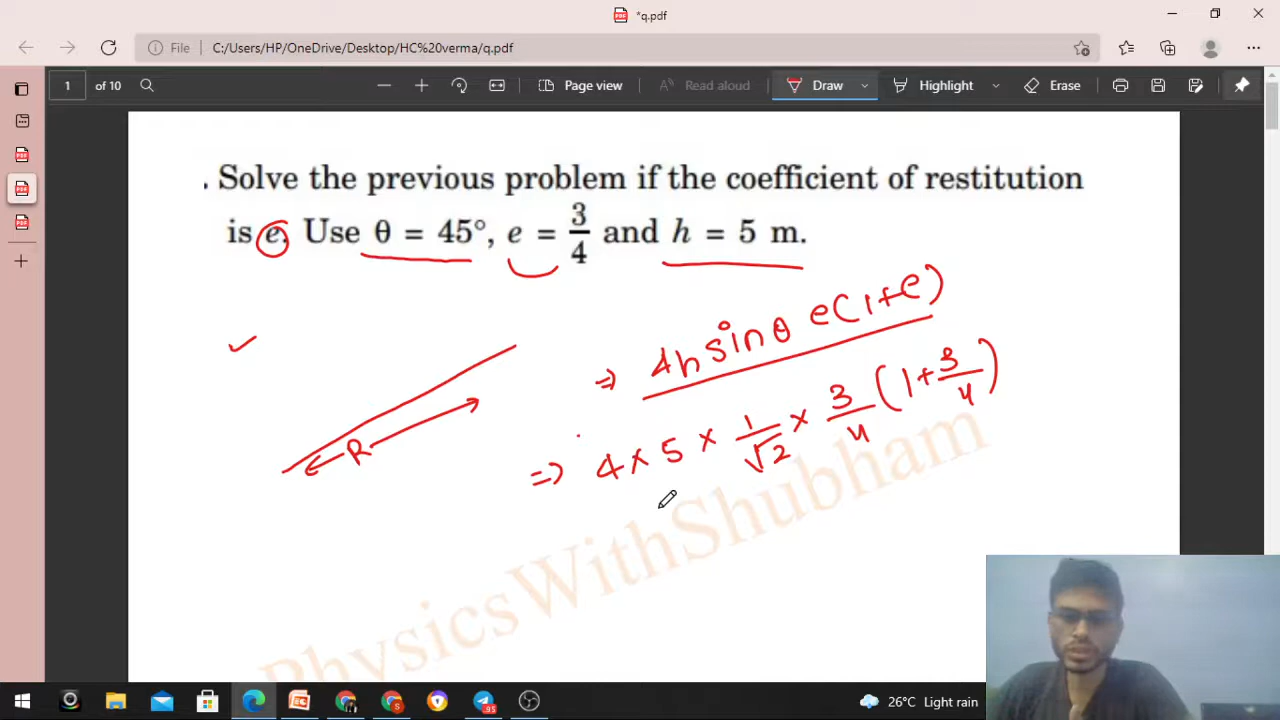 *q.pdf
File C:/Users/HP/OneDrive/Desktop/HC%20verma/q.pdf
1 of 10 Page view Read aloud Draw Highlight Erase
. Solve the previous problem if the coefficient of restitution
is e. Use θ = 45°, e = 3/4 and h = 5 m.
⇒ 4h sinθ e(1+e)
⇒ 4 × 5 × 1/√2 × 3/4 (1+3/4)
R
PhysicsWithShubham
26°C Light rain